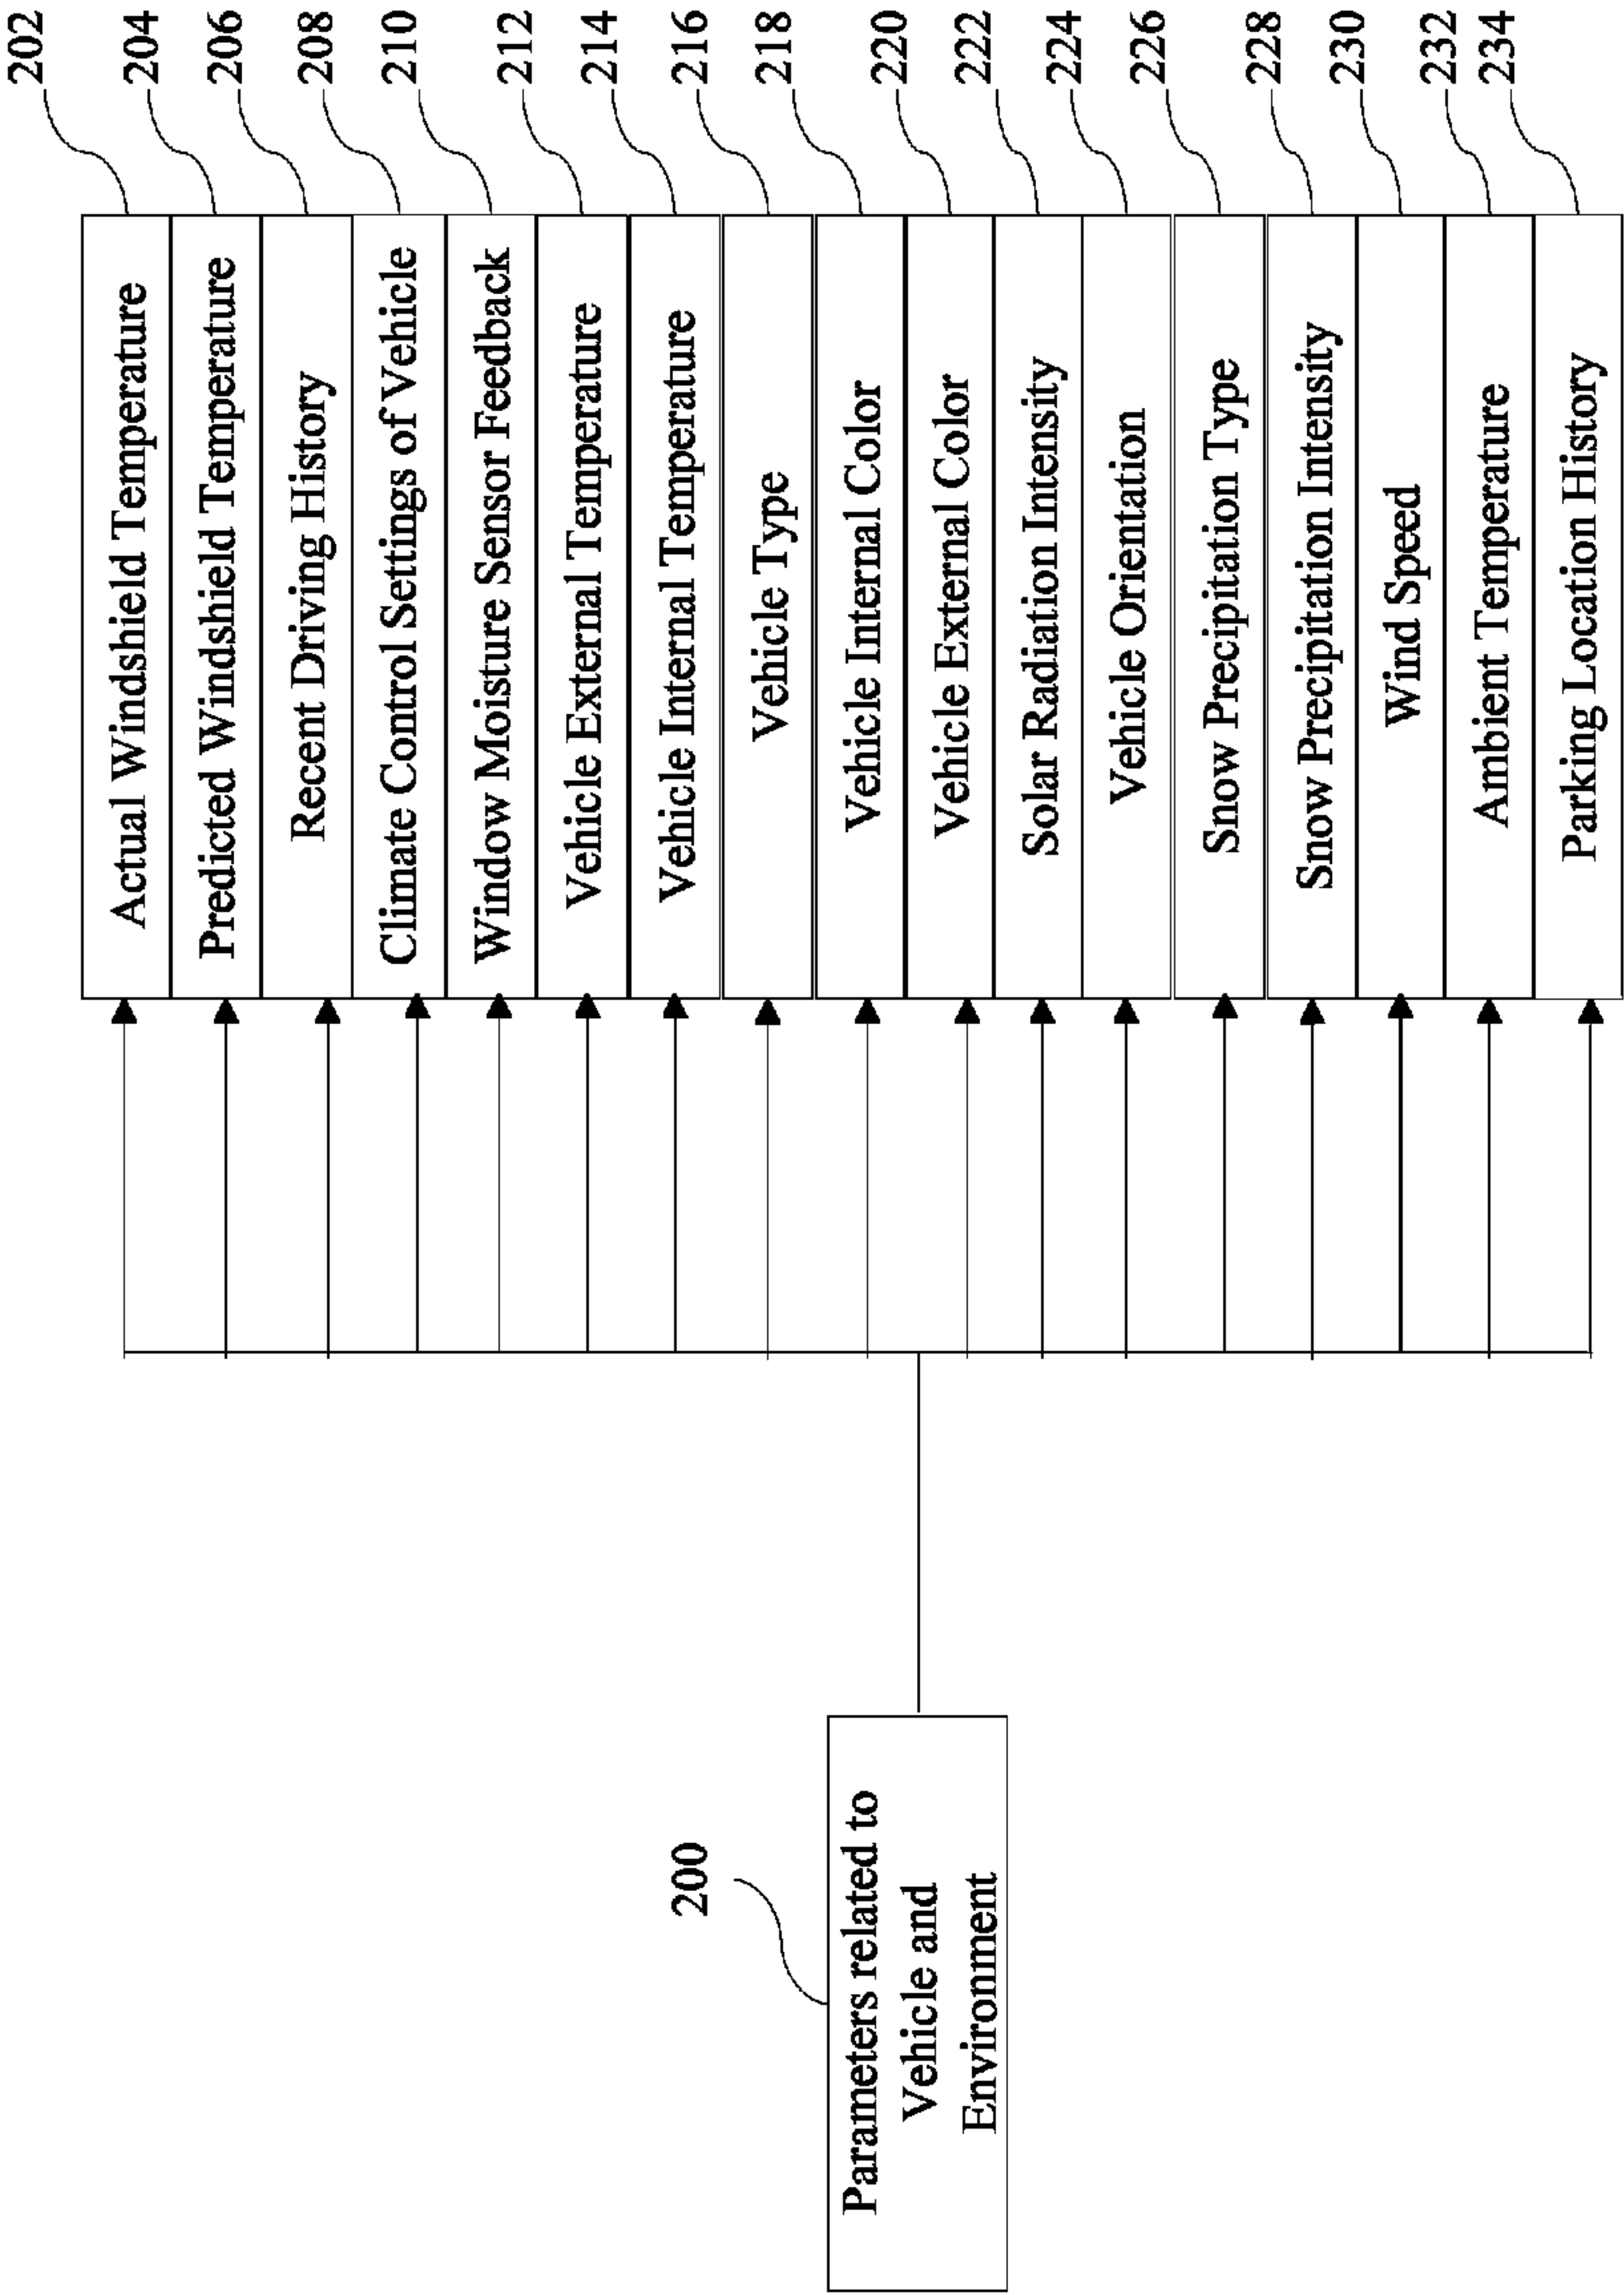 200
Parameters related to
Vehicle and
Environment
Actual Windshield Temperature 202
Predicted Windshield Temperature 204
Recent Driving History 206
Climate Control Settings of Vehicle 208
Window Moisture Sensor Feedback 210
Vehicle External Temperature 212
Vehicle Internal Temperature 214
Vehicle Type 216
Vehicle Internal Color 218
Vehicle External Color 220
Solar Radiation Intensity 222
Vehicle Orientation 224
Snow Precipitation Type 226
Snow Precipitation Intensity 228
Wind Speed 230
Ambient Temperature 232
Parking Location History 234